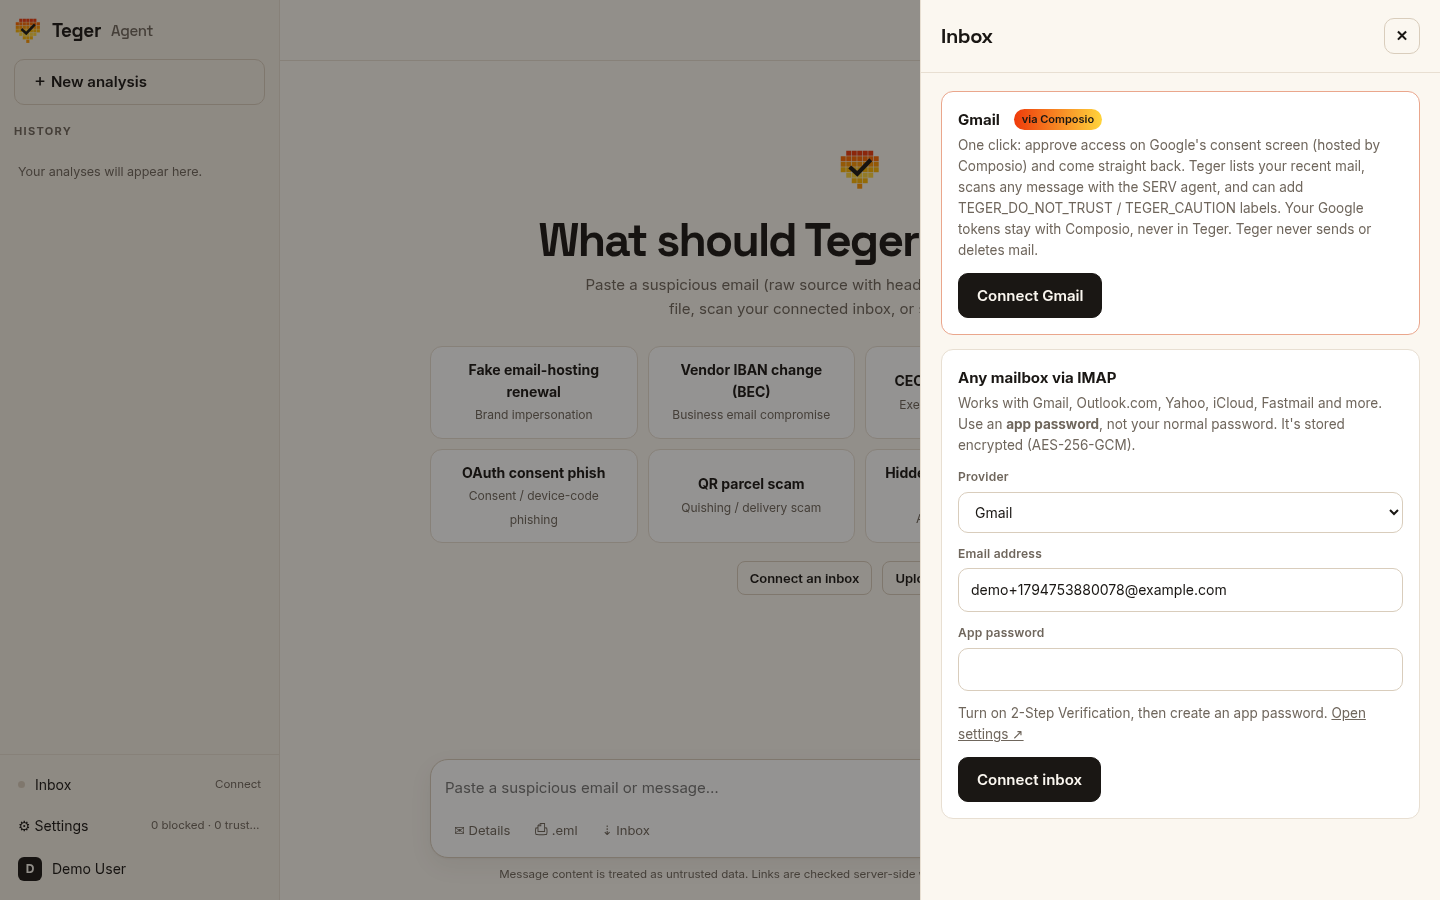 Teger Agent
+ New analysis
HISTORY
Your analyses will appear here.
Inbox Connect
⚙ Settings 0 blocked · 0 trust...
D Demo User
What should Teger
Paste a suspicious email (raw source with head
file, scan your connected inbox, or
Fake email-hosting
renewal
Brand impersonation
Vendor IBAN change
(BEC)
Business email compromise
CEO
Exe
OAuth consent phish
Consent / device-code
phishing
QR parcel scam
Quishing / delivery scam
Hidde
Connect an inbox
Uplo
Paste a suspicious email or message...
✉ Details
⎙ .eml
⇣ Inbox
Message content is treated as untrusted data. Links are checked server-side
Inbox
✕
Gmail via Composio
One click: approve access on Google's consent screen (hosted by
Composio) and come straight back. Teger lists your recent mail,
scans any message with the SERV agent, and can add
TEGER_DO_NOT_TRUST / TEGER_CAUTION labels. Your Google
tokens stay with Composio, never in Teger. Teger never sends or
deletes mail.
Connect Gmail
Any mailbox via IMAP
Works with Gmail, Outlook.com, Yahoo, iCloud, Fastmail and more.
Use an app password, not your normal password. It's stored
encrypted (AES-256-GCM).
Provider
Gmail
Email address
demo+1794753880078@example.com
App password
Turn on 2-Step Verification, then create an app password. Open
settings ↗
Connect inbox